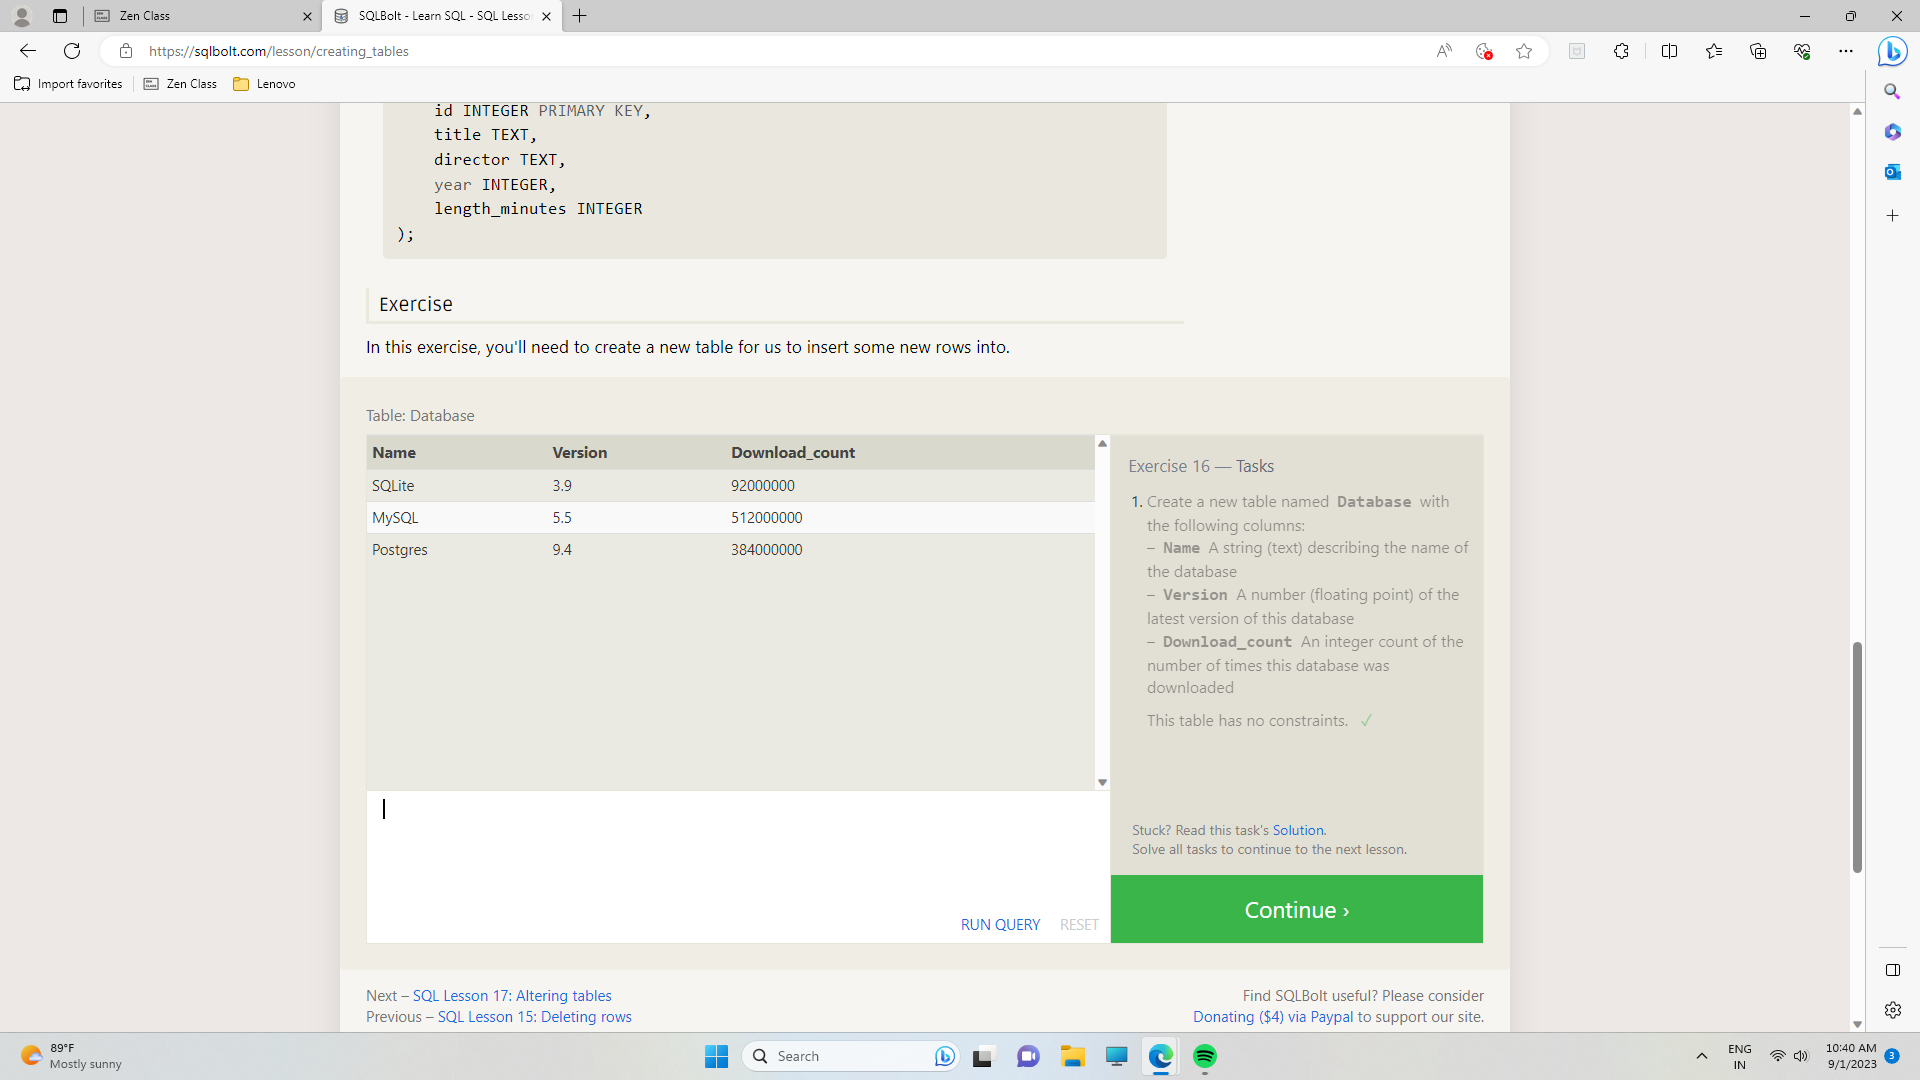 Zen Class
SQLBolt - Learn SQL - SQL Lesso
https://sqlbolt.com/lesson/creating_tables
Import favorites
Zen Class
Lenovo
id INTEGER PRIMARY KEY,
title TEXT,
director TEXT,
year INTEGER,
length_minutes INTEGER
);
Exercise
In this exercise, you'll need to create a new table for us to insert some new rows into.
Table: Database
Name Version Download_count
SQLite 3.9 92000000
MySQL 5.5 512000000
Postgres 9.4 384000000
Exercise 16 — Tasks
1. Create a new table named Database with
the following columns:
– Name A string (text) describing the name of
the database
– Version A number (floating point) of the
latest version of this database
– Download_count An integer count of the
number of times this database was
downloaded
This table has no constraints. ✓
Stuck? Read this task's Solution.
Solve all tasks to continue to the next lesson.
RUN QUERY RESET
Continue ›
Next – SQL Lesson 17: Altering tables
Previous – SQL Lesson 15: Deleting rows
Find SQLBolt useful? Please consider
Donating ($4) via Paypal to support our site.
89°F
Mostly sunny
Search
ENG
IN
10:40 AM
9/1/2023
3